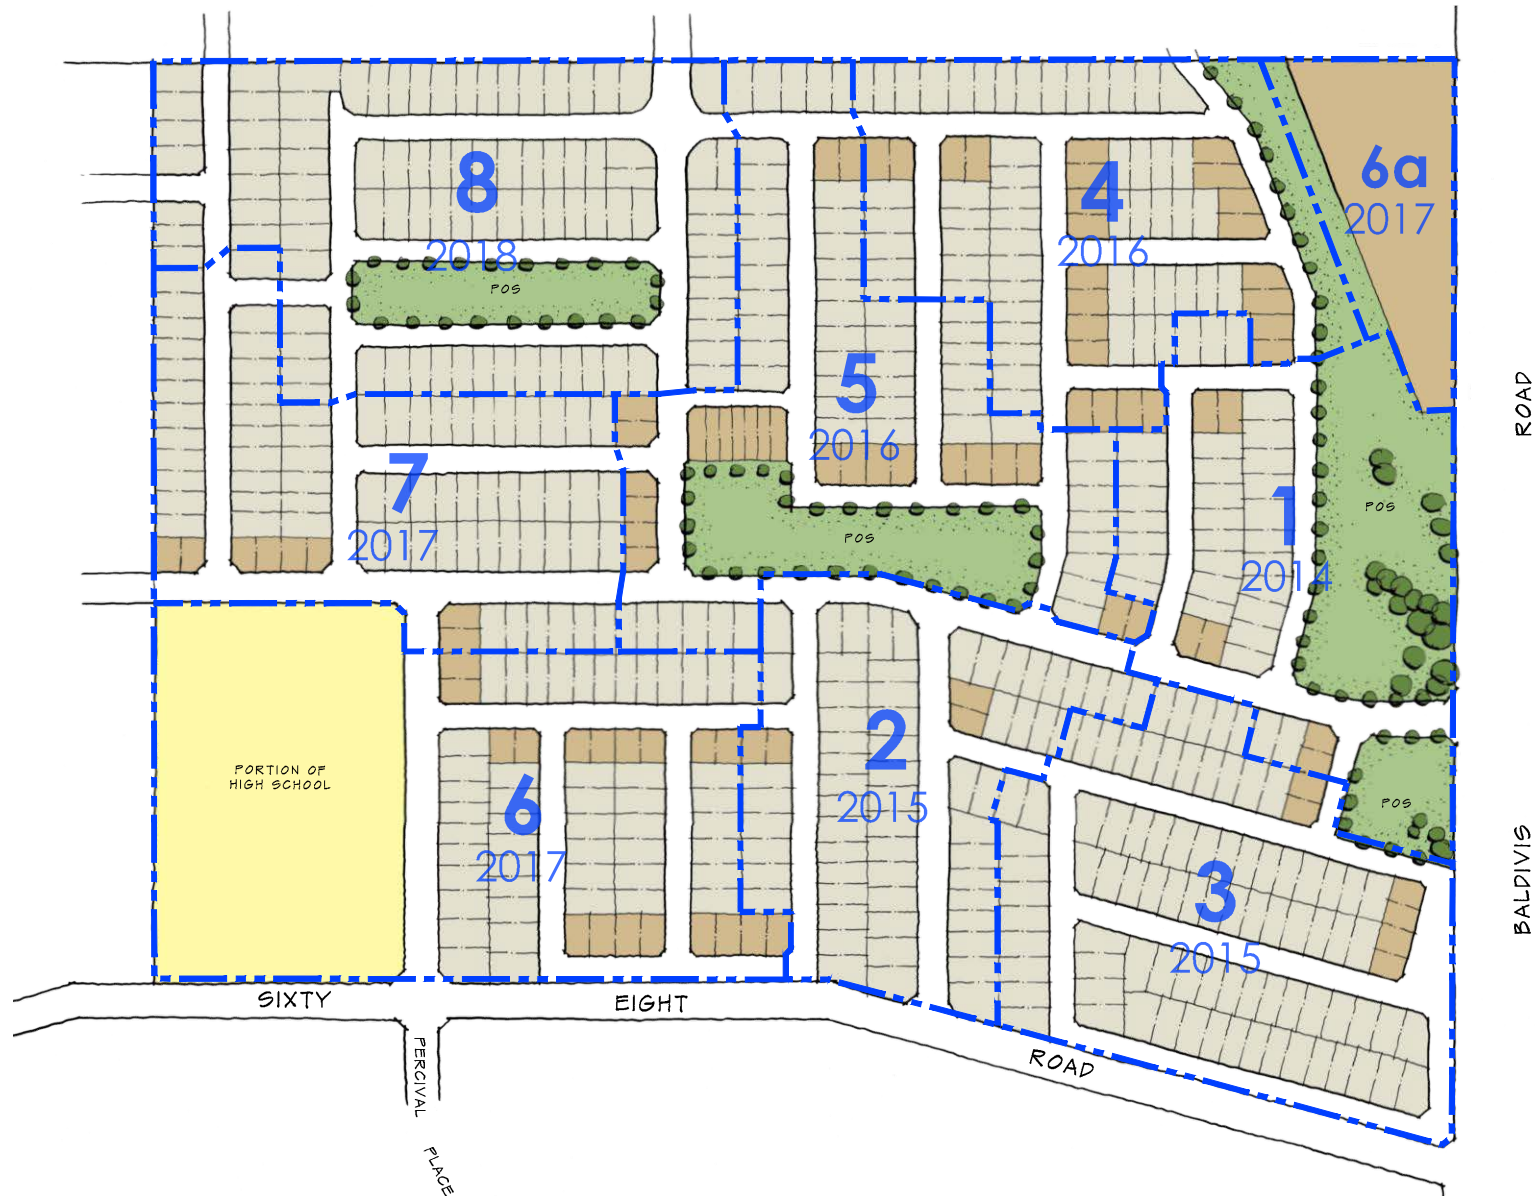 8
2018
POS
4
2016
6a
2017
5
2016
ROAD
7
2017
POS
1
2014
POS
PORTION OF
HIGH SCHOOL
6
2017
2
2015
POS
3
2015
BALDIVIS
SIXTY
EIGHT
ROAD
PERCIVAL
PLACE